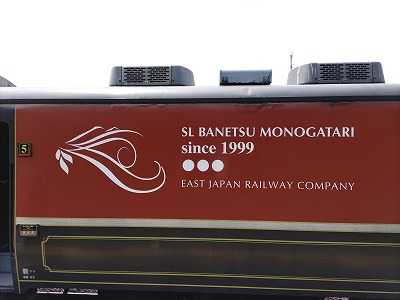 SL BANETSU MONOGATARI
since 1999
●●●
EAST JAPAN RAILWAY COMPANY
5